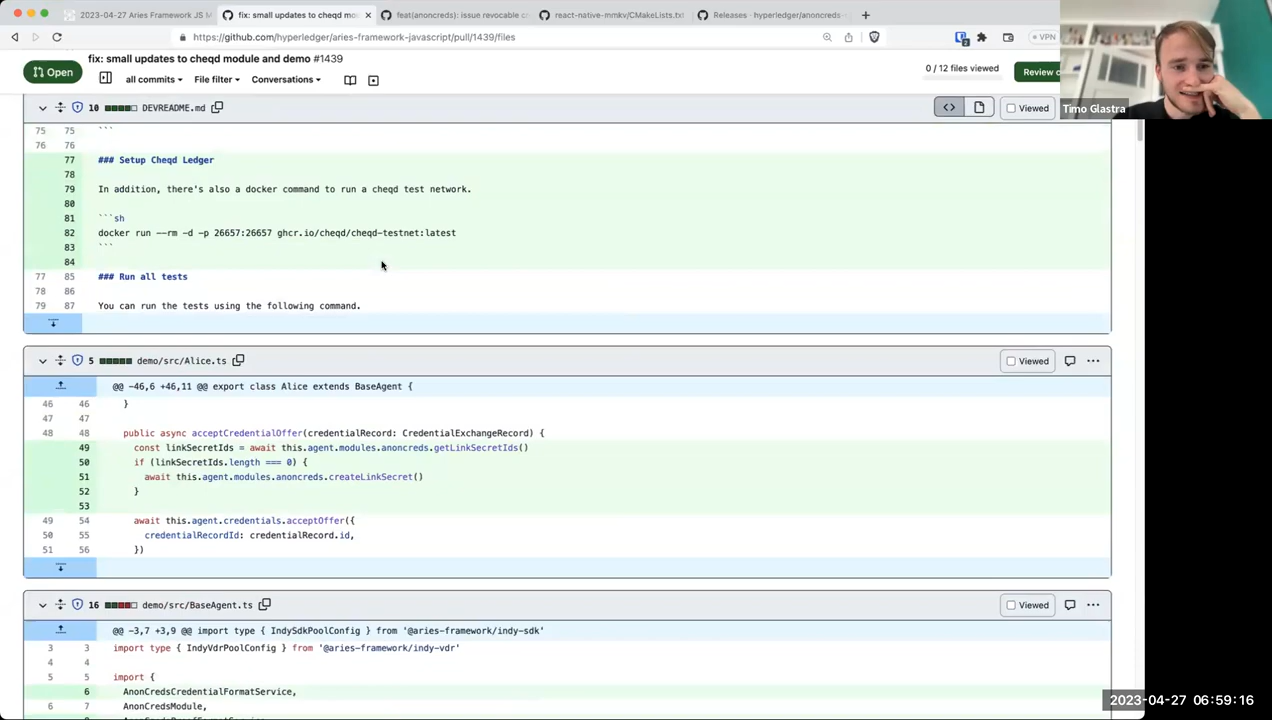 2023-04-27 Aries Framework JS M
fix: small updates to cheqd mo
feat(anoncreds): issue revocable c
react-native-mmkv/CMakeLists.txt
Releases · hyperledger/anoncreds-
https://github.com/hyperledger/aries-framework-javascript/pull/1439/files
VPN
fix: small updates to cheqd module and demo #1439
Open
all commits
File filter
Conversations
0 / 12 files viewed
Review c
Timo Glastra
10 DEVREADME.md
Viewed
75 75 ```
76 76
77 ### Setup Cheqd Ledger
78
79 In addition, there's also a docker command to run a cheqd test network.
80
81 ```sh
82 docker run --rm -d -p 26657:26657 ghcr.io/cheqd/cheqd-testnet:latest
83 ```
84
77 85 ### Run all tests
78 86
79 87 You can run the tests using the following command.
5 demo/src/Alice.ts
Viewed
@@ -46,6 +46,11 @@ export class Alice extends BaseAgent {
46 46 }
47 47
48 48 public async acceptCredentialOffer(credentialRecord: CredentialExchangeRecord) {
49 const linkSecretIds = await this.agent.modules.anoncreds.getLinkSecretIds()
50 if (linkSecretIds.length === 0) {
51 await this.agent.modules.anoncreds.createLinkSecret()
52 }
53
49 54 await this.agent.credentials.acceptOffer({
50 55 credentialRecordId: credentialRecord.id,
51 56 })
16 demo/src/BaseAgent.ts
Viewed
@@ -3,7 +3,9 @@ import type { IndySdkPoolConfig } from '@aries-framework/indy-sdk'
3 3 import type { IndyVdrPoolConfig } from '@aries-framework/indy-vdr'
4 4
5 5 import {
6 AnonCredsCredentialFormatService,
6 7 AnonCredsModule,
2023-04-27 06:59:16